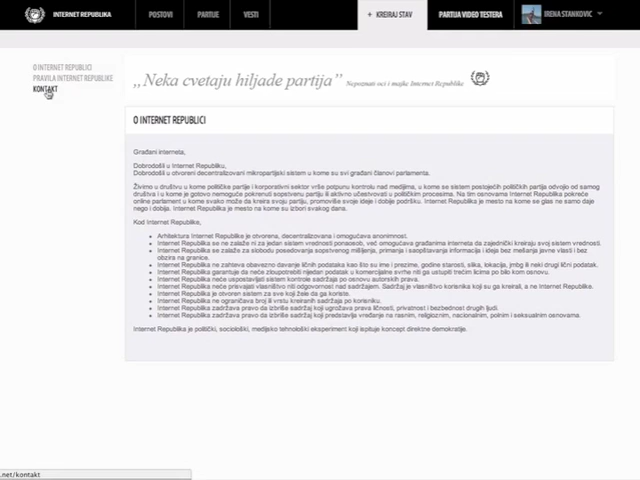 INTERNET REPUBLIKA
POSTOVI
PARTIJE
VESTI
+ KREIRAJ STAV
PARTIJA VIDEO TESTERA
IRENA STANKOVIC
O INTERNET REPUBLICI
PRAVILA INTERNET REPUBLIKE
KONTAKT
„Neka cvetaju hiljade partija” Nepoznati oci i majke Internet Republike
O INTERNET REPUBLICI
Građani interneta,
Dobrodošli u Internet Republiku,
Dobrodošli u otvoreni decentralizovani mikropartijski sistem u kome su svi građani članovi parlamenta.
Živimo u društvu u kome političke partije i korporativni sektor vrše potpunu kontrolu nad medijima, u kome se sistem postojećih političkih partija odvojio od samog
društva i u kome je gotovo nemoguće pokrenuti sopstvenu partiju ili aktivno učestvovati u političkim procesima. Na tim osnovama Internet Republika pokreće
online parlament u kome svako može da kreira svoju partiju, promoviše svoje ideje i dobije podršku. Internet Republika je mesto na kome se glas ne samo daje
nego i dobija. Internet Republika je mesto na kome su izbori svakog dana.
Kod Internet Republike,
• Arhitektura Internet Republike je otvorena, decentralizovana i omogućava anonimnost.
• Internet Republika se ne zalaže ni za jedan sistem vrednosti ponaosob, već omogućava građanima interneta da zajednički kreiraju svoj sistem vrednosti.
• Internet Republika se zalaže za slobodu posedovanja sopstvenog mišljenja, primanja i saopštavanja informacija i ideja bez mešanja javne vlasti i bez
obzira na granice.
• Internet Republika ne zahteva obavezno davanje ličnih podataka kao što su ime i prezime, godine starosti, slika, lokacija, jmbg ili neki drugi lični podatak.
• Internet Republika garantuje da neće zloupotrebiti nijedan podatak u komercijalne svrhe niti ga ustupiti trećim licima po bilo kom osnovu.
• Internet Republika neće uspostavljati sistem kontrole sadržaja po osnovu autorskih prava.
• Internet Republika neće prisvajati vlasništvo niti odgovornost nad sadržajem. Sadržaj je vlasništvo korisnika koji su ga kreirali, a ne Internet Republike.
• Internet Republika je otvoren sistem za sve koji žele da ga koriste.
• Internet Republika ne ograničava broj ili vrstu kreiranih sadržaja po korisniku.
• Internet Republika zadržava pravo da izbriše sadržaj koji ugrožava prava ličnosti, privatnost i bezbednost drugih ljudi.
• Internet Republika zadržava pravo da izbriše sadržaj koji predstavlja vređanje na rasnim, religioznim, nacionalnim, polnim i seksualnim osnovama.
Internet Republika je politički, sociološki, medijsko tehnološki eksperiment koji ispituje koncept direktne demokratije.
.net/kontakt